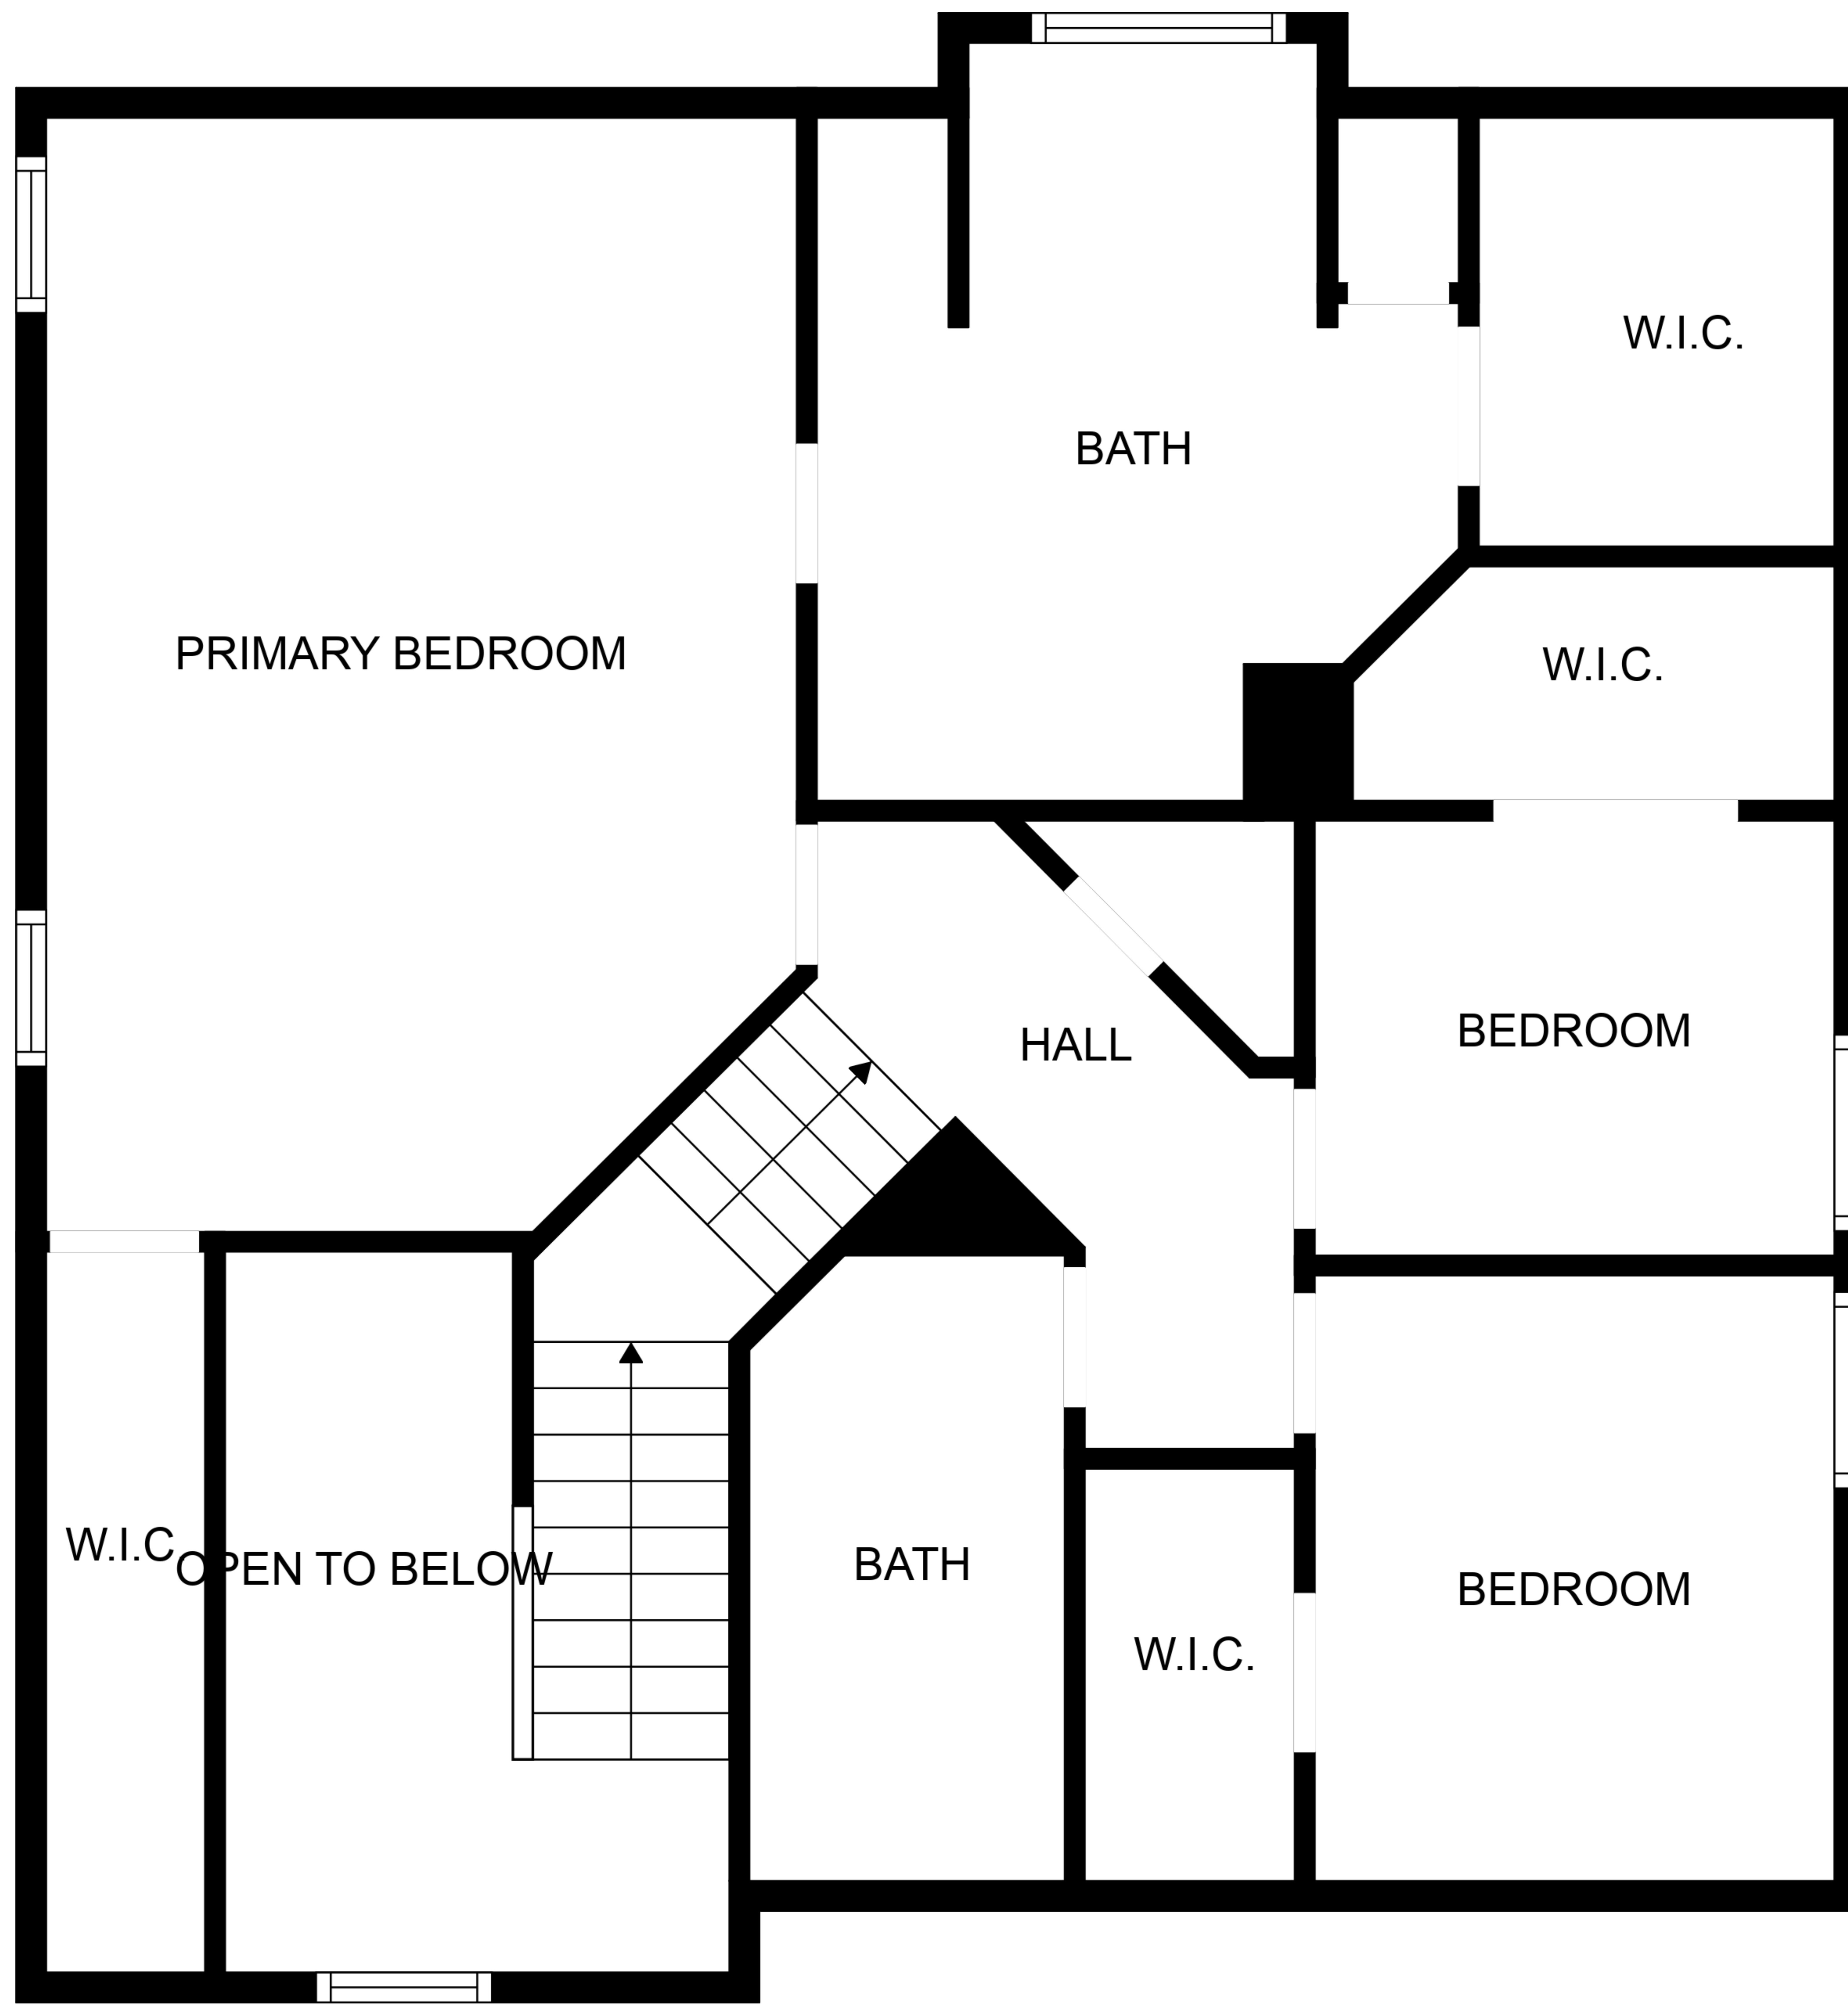 W.I.C.
BATH
PRIMARY BEDROOM
W.I.C.
BEDROOM
HALL
W.I.C.
OPEN TO BELOW
BATH
BEDROOM
W.I.C.